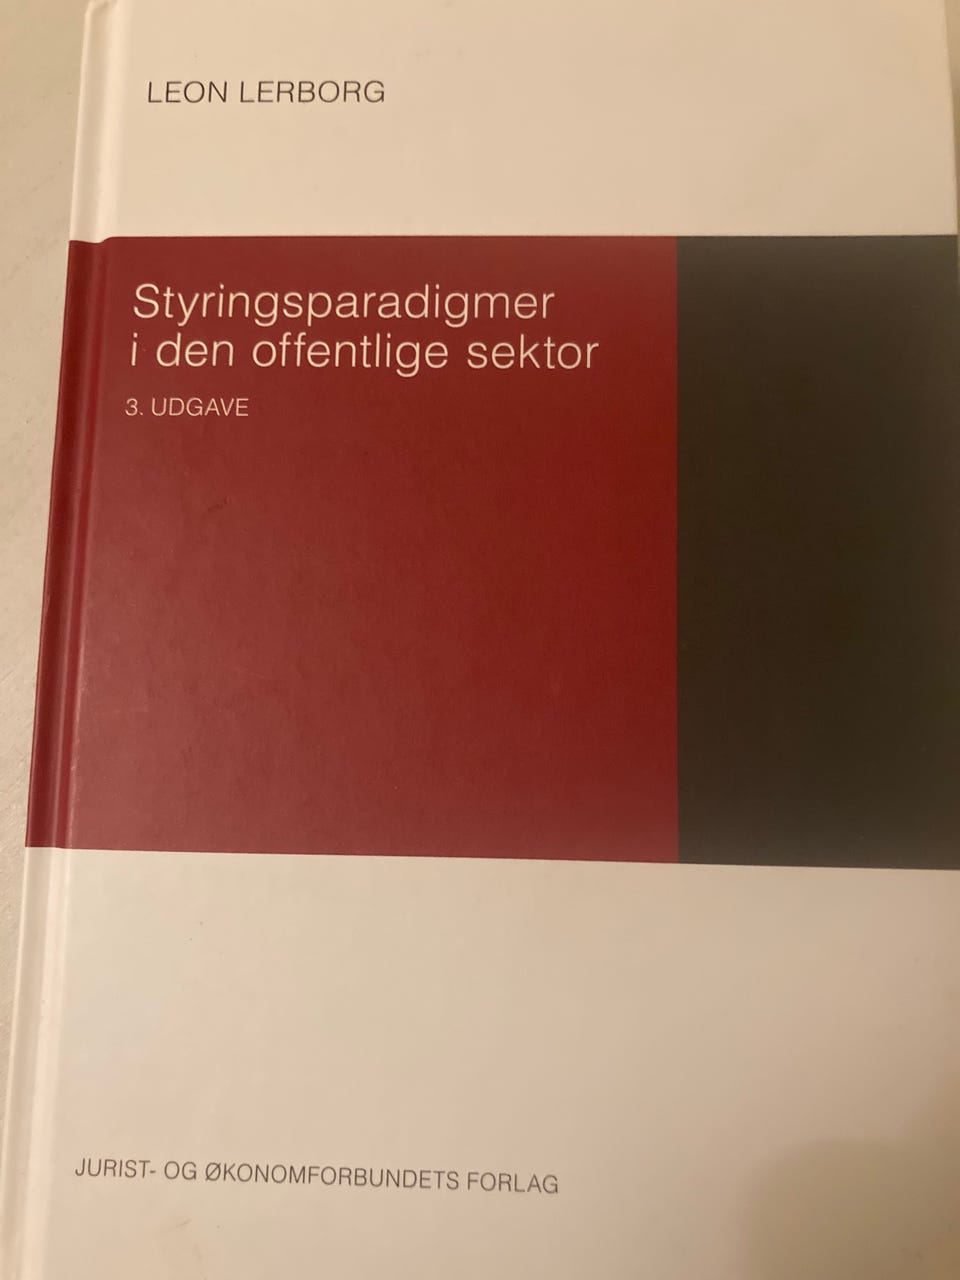 LEON LERBORG
Styringsparadigmer
i den offentlige sektor
3. UDGAVE
JURIST- OG ØKONOMFORBUNDETS FORLAG